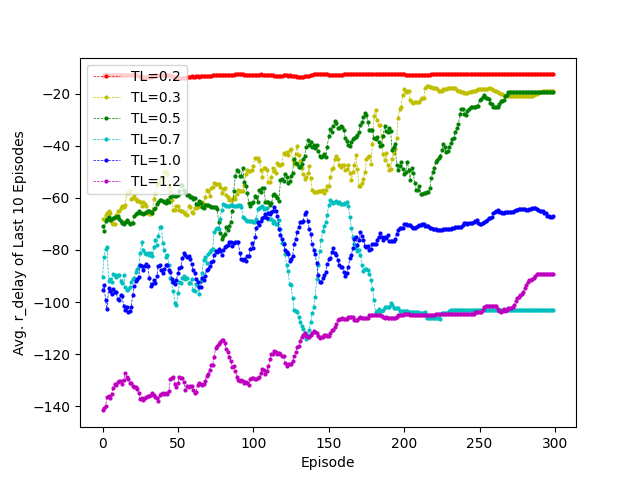 TL=0.2
TL=0.3
TL=0.5
TL=0.7
TL=1.0
TL=1.2
−20
−40
−60
−80
−100
−120
−140
Avg. r_delay of Last 10 Episodes
0 50 100 150 200 250 300
Episode